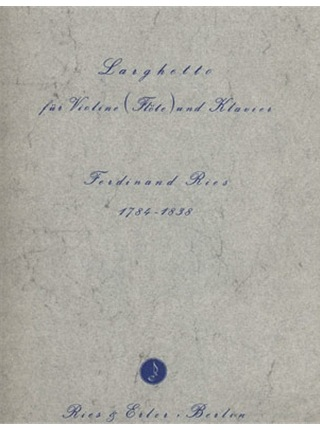 Larghetto
für Violine (Flöte) und Klavier
Ferdinand Ries
1784-1838
Ries & Erler · Berlin